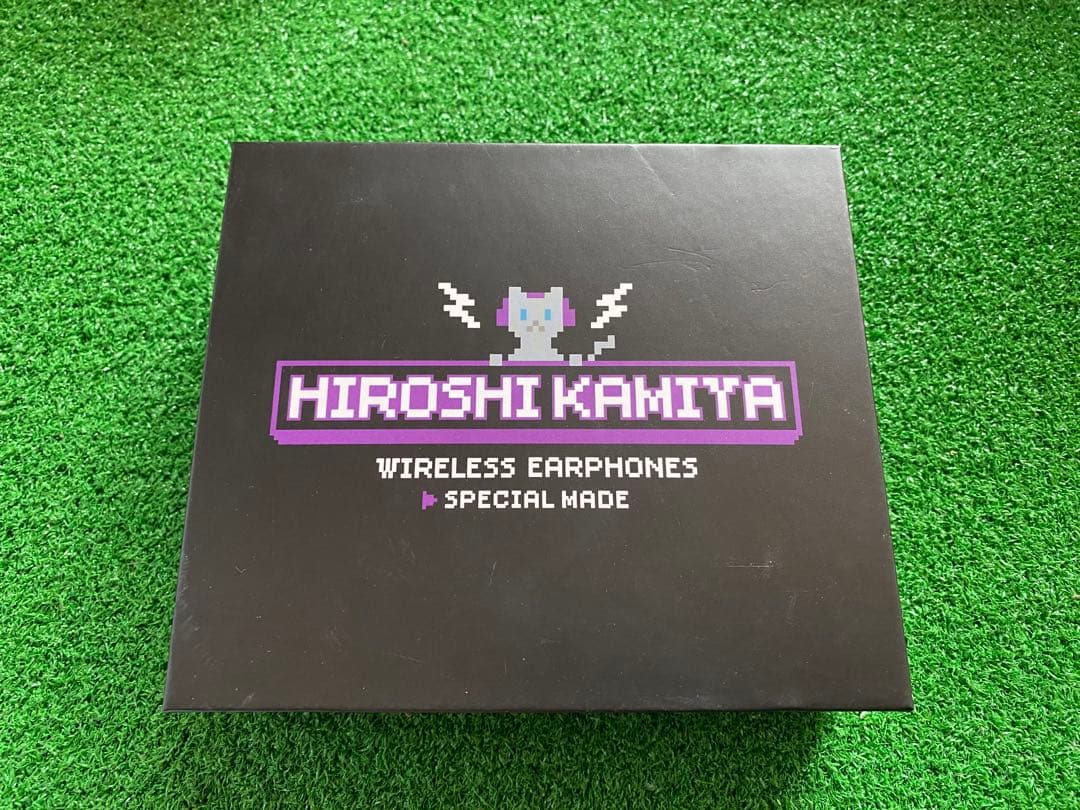 HIROSHI KAMIYA
WIRELESS EARPHONES
SPECIAL MADE